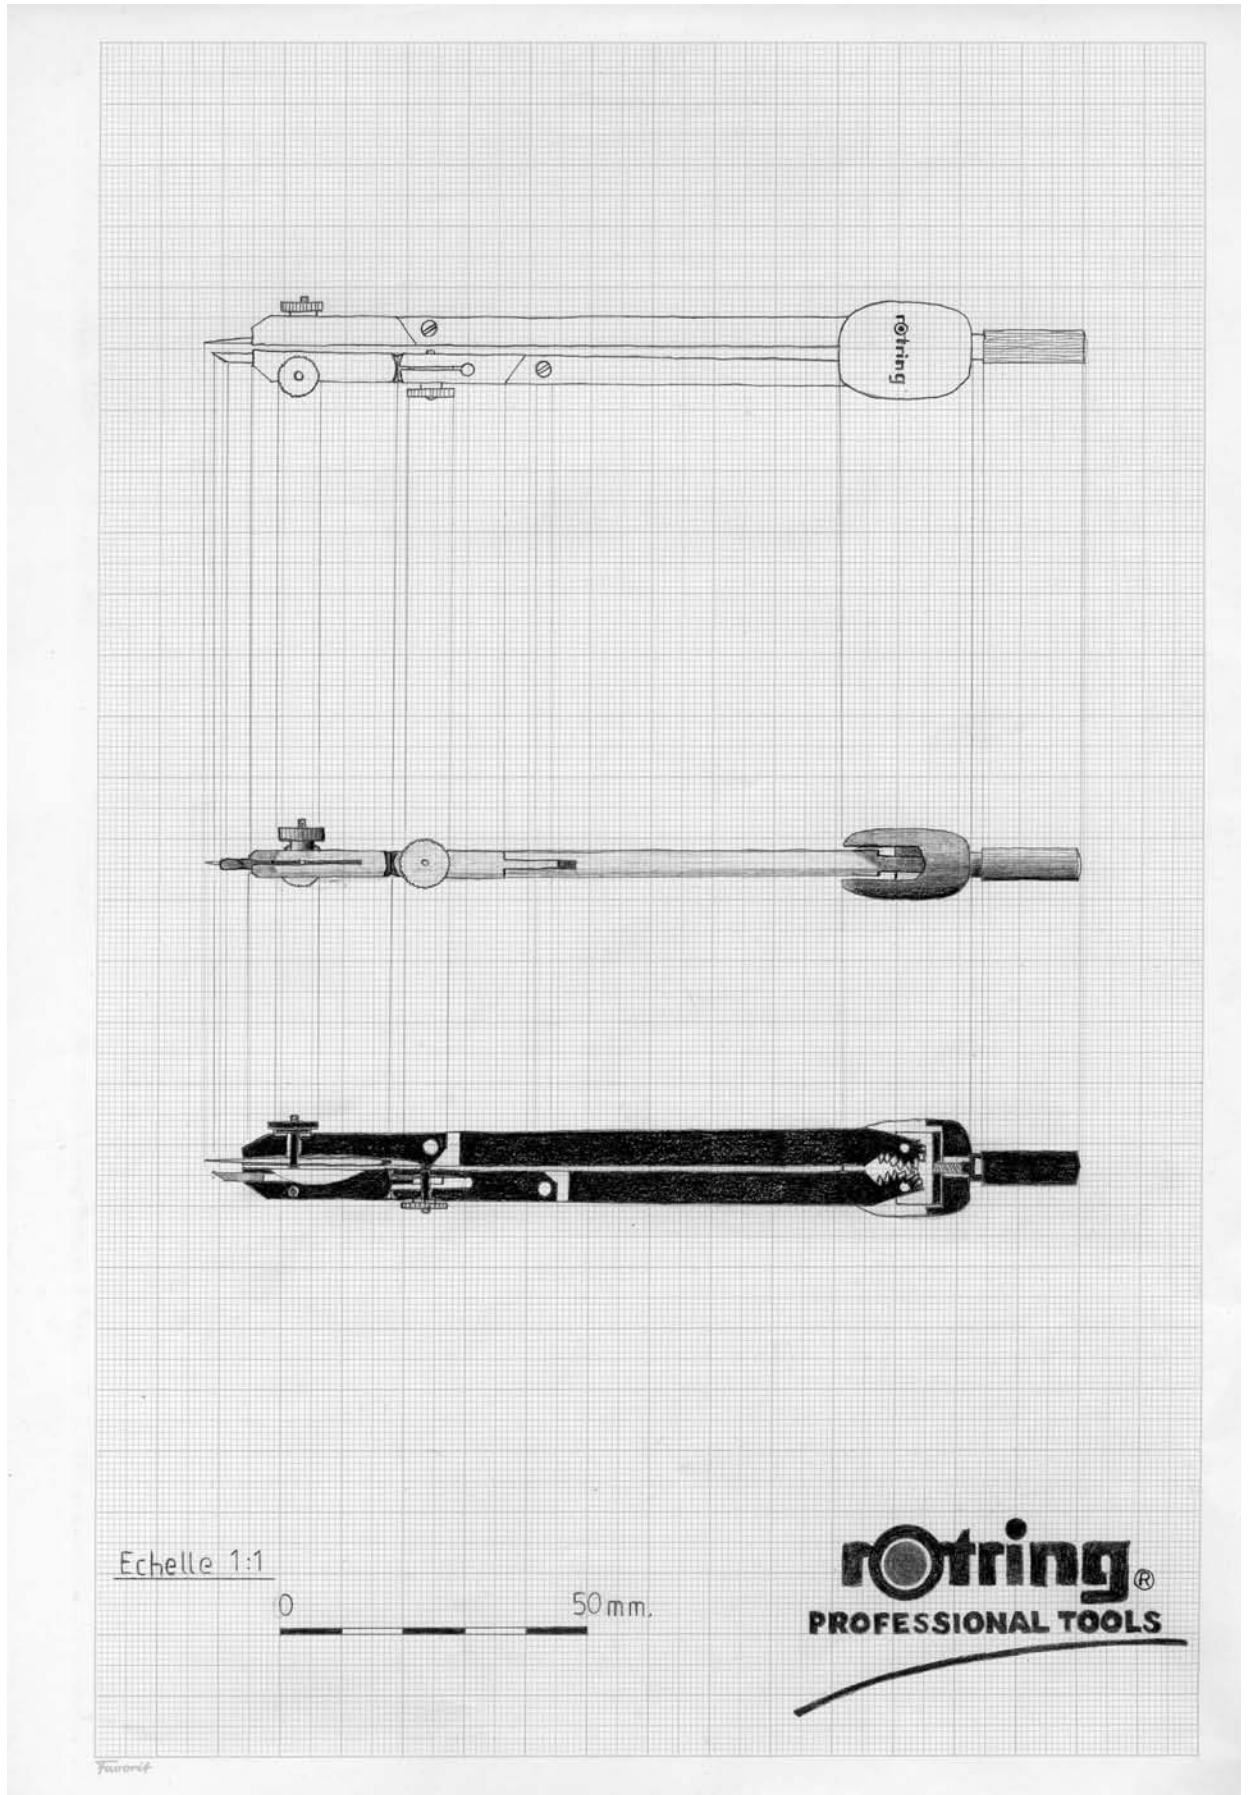 rotring
Echelle 1:1
0 50mm.
rotring®
PROFESSIONAL TOOLS
Favorit